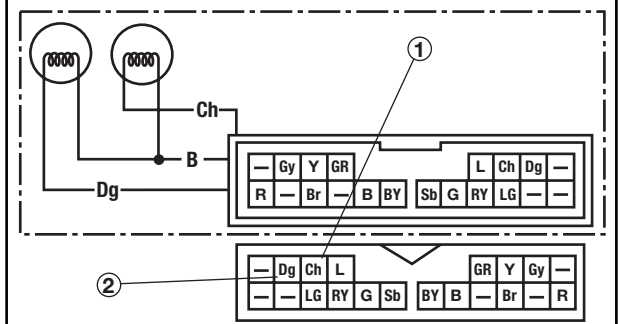 ①
Ch
B
Dg
— Gy Y GR L Ch Dg —
R — Br — B BY Sb G RY LG — —
②
— Dg Ch L GR Y Gy —
— — LG RY G Sb BY B — Br — R